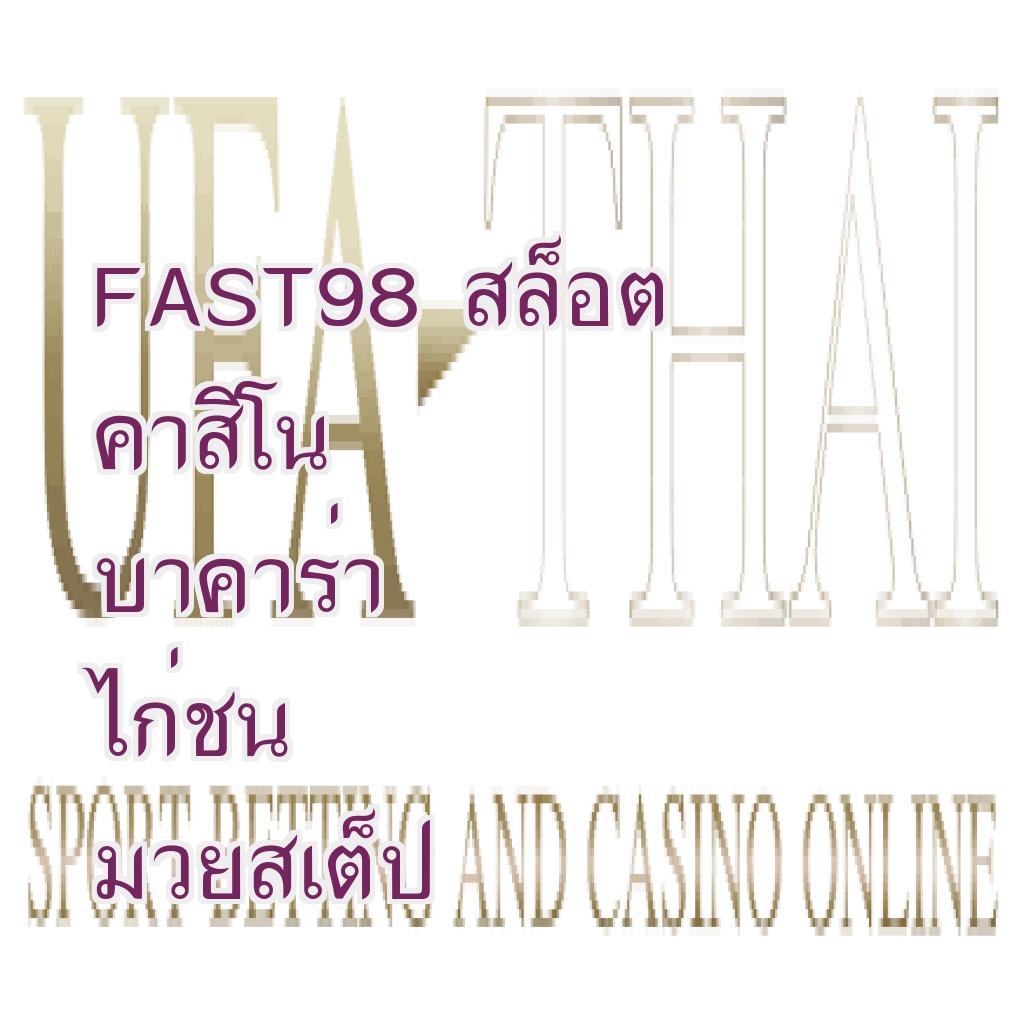 UFA-THAI
FAST98 สล็อต
คาสิโน
บาคาร่า
ไก่ชน
มวยสเต็ป
SPORT BETTING AND CASINO ONLINE